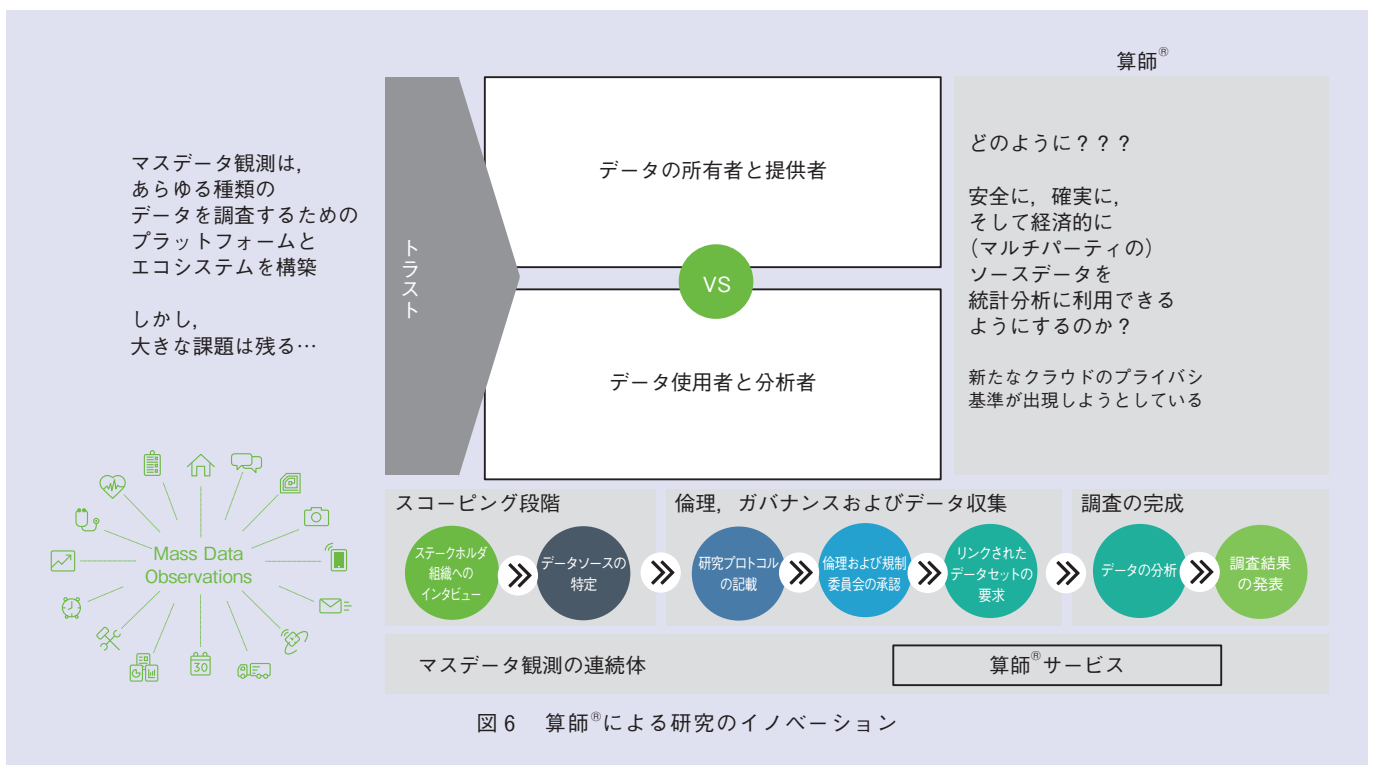 算師®
マスデータ観測は，
あらゆる種類の
データを調査するための
プラットフォームと
エコシステムを構築
しかし，
大きな課題は残る…
トラスト
データの所有者と提供者
VS
データ使用者と分析者
どのように？？？
安全に，確実に，
そして経済的に
（マルチパーティの）
ソースデータを
統計分析に利用できる
ようにするのか？
新たなクラウドのプライバシ
基準が出現しようとしている
Mass Data
Observations
30
スコーピング段階
ステークホルダ
組織への
インタビュー
データソースの
特定
倫理，ガバナンスおよびデータ収集
研究プロトコル
の記載
倫理および規制
委員会の承認
リンクされた
データセットの
要求
調査の完成
データの分析
調査結果
の発表
マスデータ観測の連続体
算師®サービス
図 6　算師®による研究のイノベーション